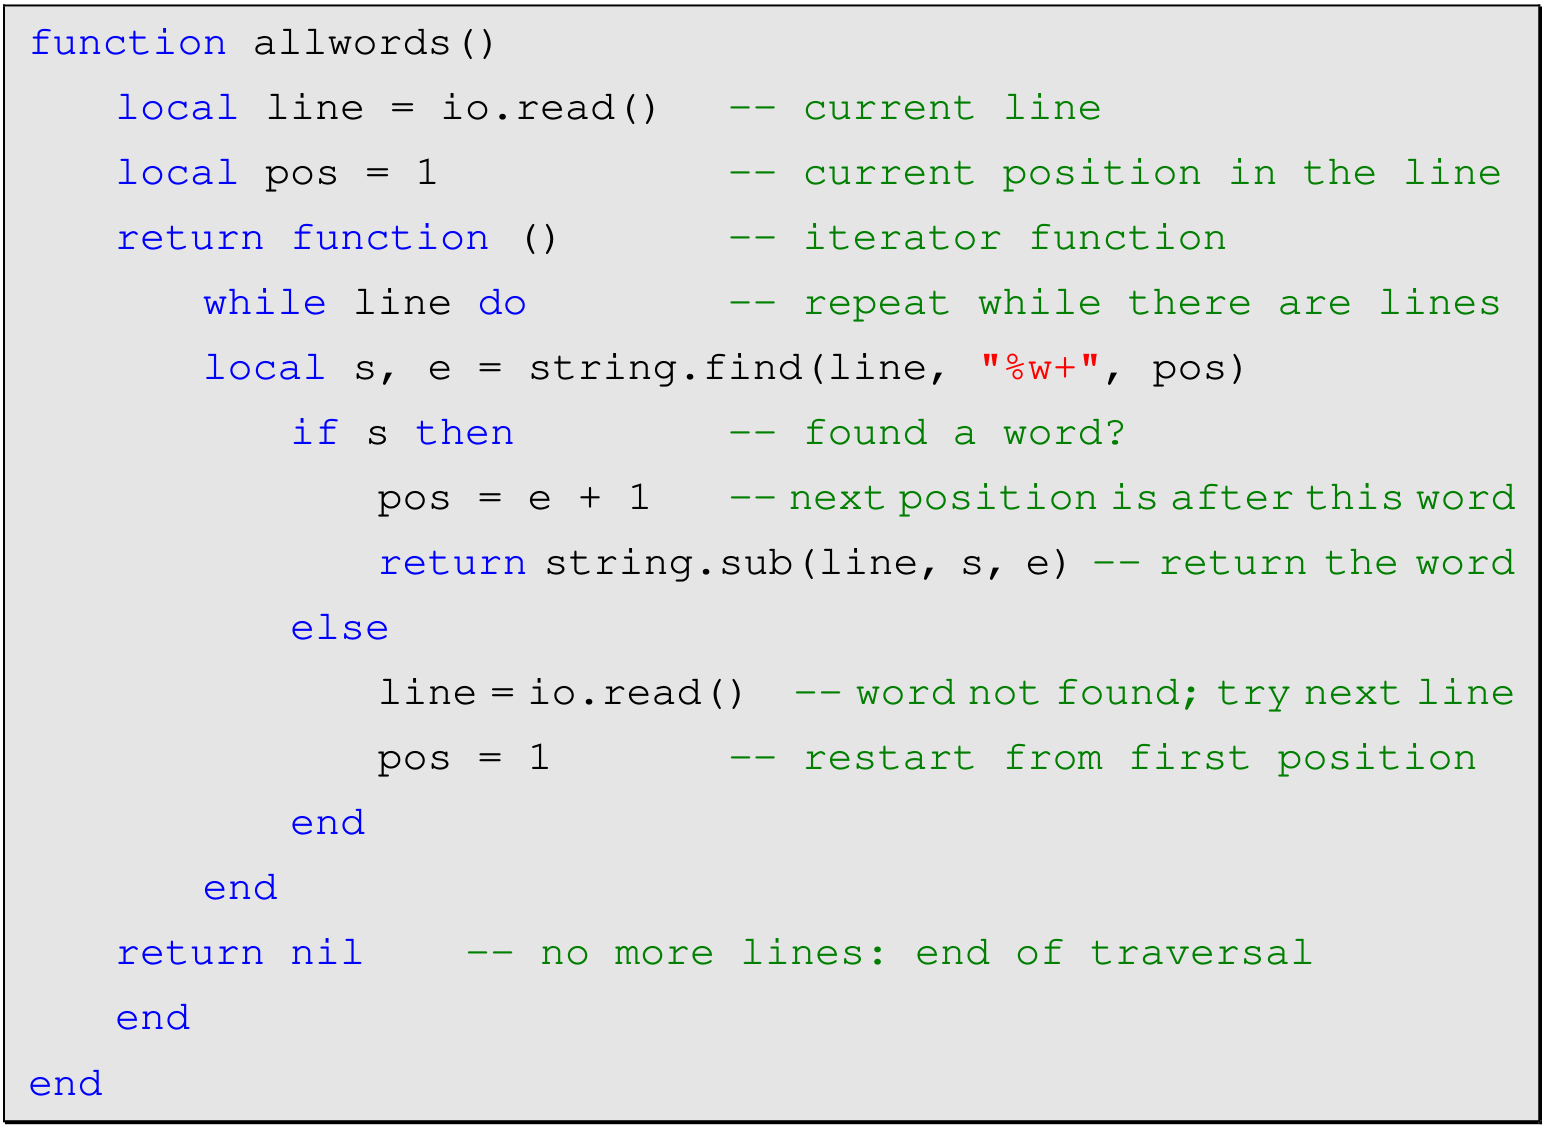 function allwords()
    local line = io.read()   -- current line
    local pos = 1            -- current position in the line
    return function ()       -- iterator function
        while line do        -- repeat while there are lines
        local s, e = string.find(line, "%w+", pos)
            if s then        -- found a word?
                pos = e + 1   -- next position is after this word
                return string.sub(line, s, e) -- return the word
            else
                line = io.read()  -- word not found; try next line
                pos = 1       -- restart from first position
            end
        end
    return nil    -- no more lines: end of traversal
    end
end